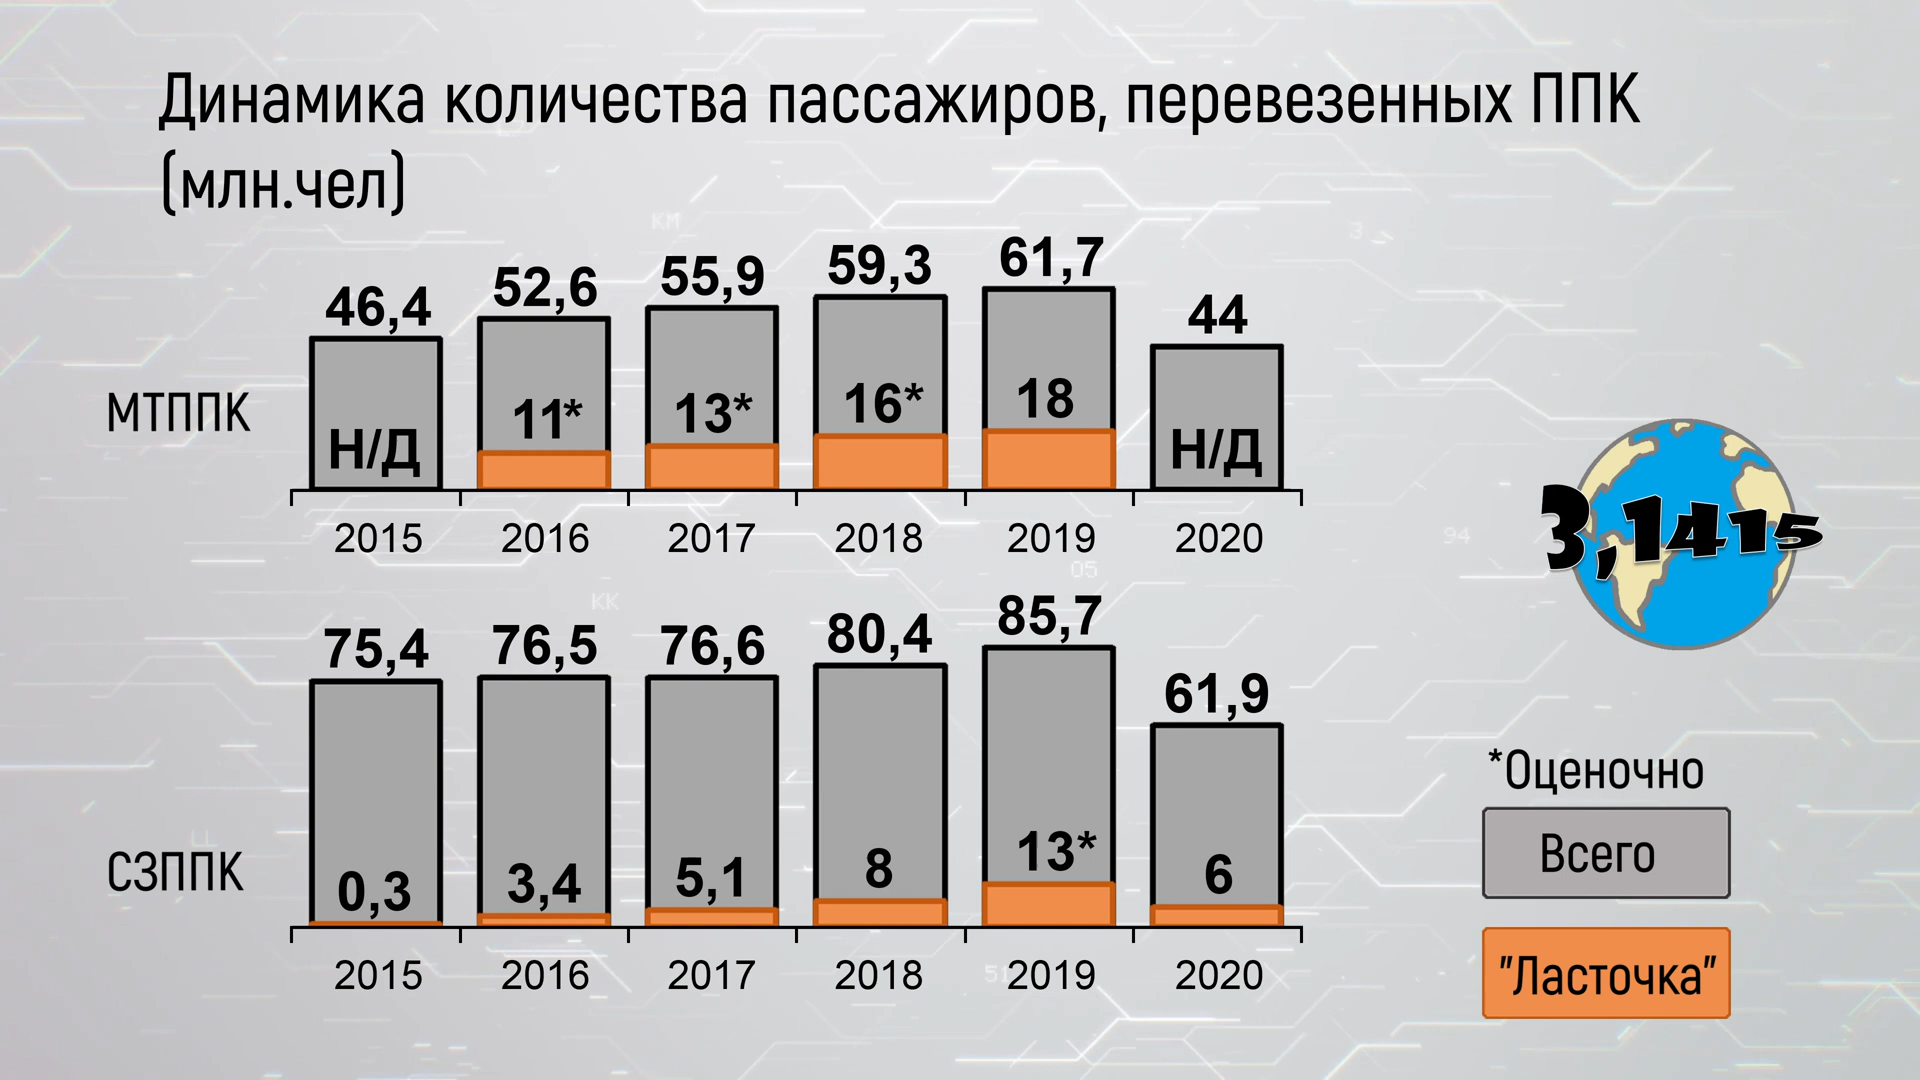 Динамика количества пассажиров, перевезенных ППК
(млн.чел)
МТППК
46,4 52,6 55,9 59,3 61,7 44
Н/Д 11* 13* 16* 18 Н/Д
2015 2016 2017 2018 2019 2020
3,1415
СЗППК
75,4 76,5 76,6 80,4 85,7 61,9
0,3 3,4 5,1 8 13* 6
2015 2016 2017 2018 2019 2020
*Оценочно
Всего
"Ласточка"